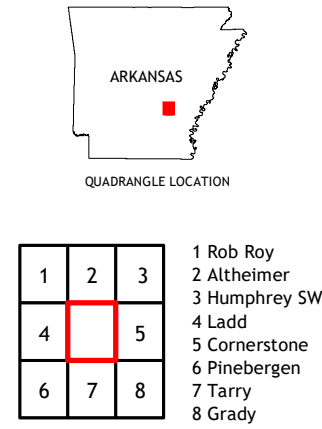 ARKANSAS
QUADRANGLE LOCATION
1 2 3
4 5
6 7 8
1 Rob Roy
2 Altheimer
3 Humphrey SW
4 Ladd
5 Cornerstone
6 Pinebergen
7 Tarry
8 Grady